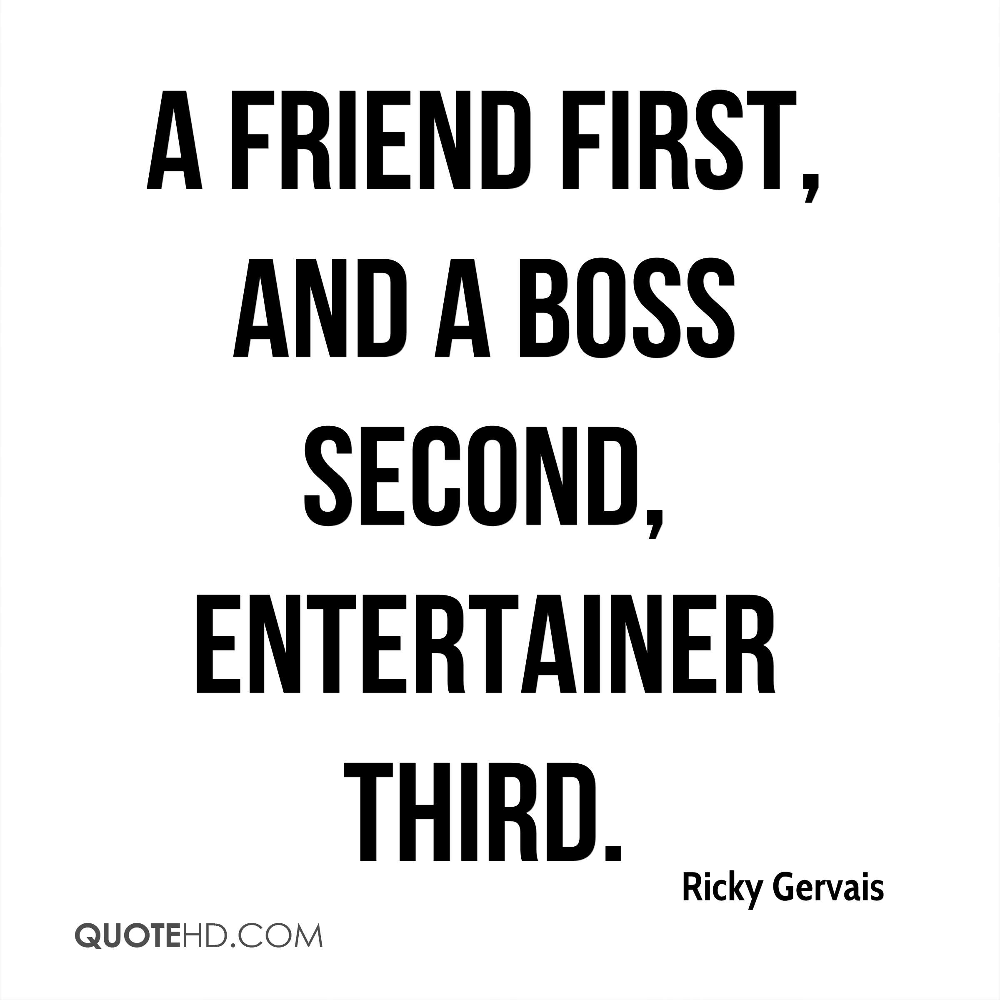 A FRIEND FIRST,
AND A BOSS
SECOND,
ENTERTAINER
THIRD.
Ricky Gervais
QUOTEHD.COM